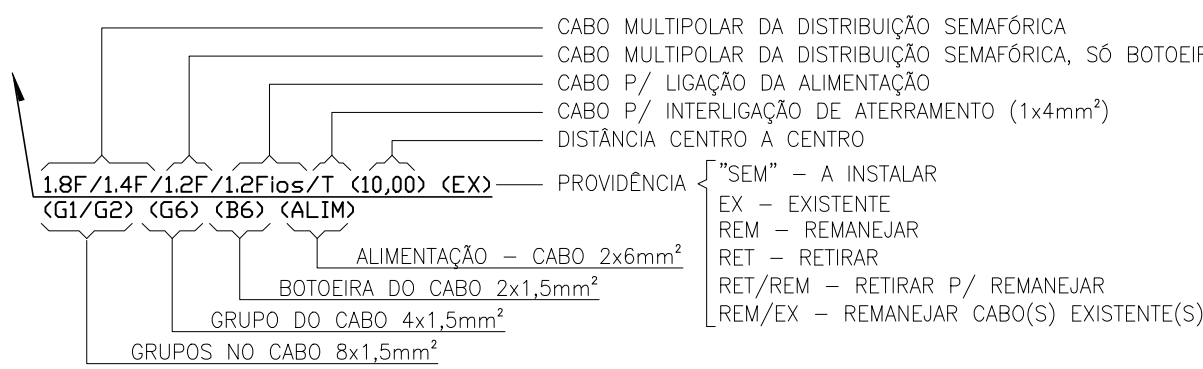 CABO MULTIPOLAR DA DISTRIBUIÇÃO SEMAFÓRICA
CABO MULTIPOLAR DA DISTRIBUIÇÃO SEMAFÓRICA, SÓ
CABO P/ LIGAÇÃO DA ALIMENTAÇÃO
CABO P/ INTERLIGAÇÃO DE ATERRAMENTO (1x4mm²)
DISTÂNCIA CENTRO A CENTRO
1.8F/1.4F/1.2F/1.2Fios/T (10,00) (EX)
PROVIDÊNCIA
(G1/G2) (G6) (B6) (ALIM)
"SEM" – A INSTALAR
EX – EXISTENTE
REM – REMANEJAR
RET – RETIRAR
RET/REM – RETIRAR P/ REMANEJAR
REM/EX – REMANEJAR CABO(S) EXISTENTE(S)
ALIMENTAÇÃO – CABO 2x6mm²
BOTOEIRA DO CABO 2x1,5mm²
GRUPO DO CABO 4x1,5mm²
GRUPOS NO CABO 8x1,5mm²